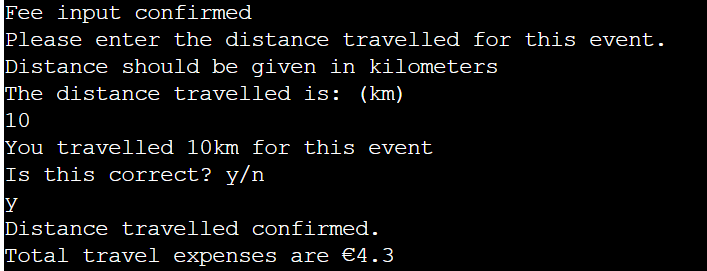 Fee input confirmed
Please enter the distance travelled for this event.
Distance should be given in kilometers
The distance travelled is: (km)
10
You travelled 10km for this event
Is this correct? y/n
y
Distance travelled confirmed.
Total travel expenses are €4.3